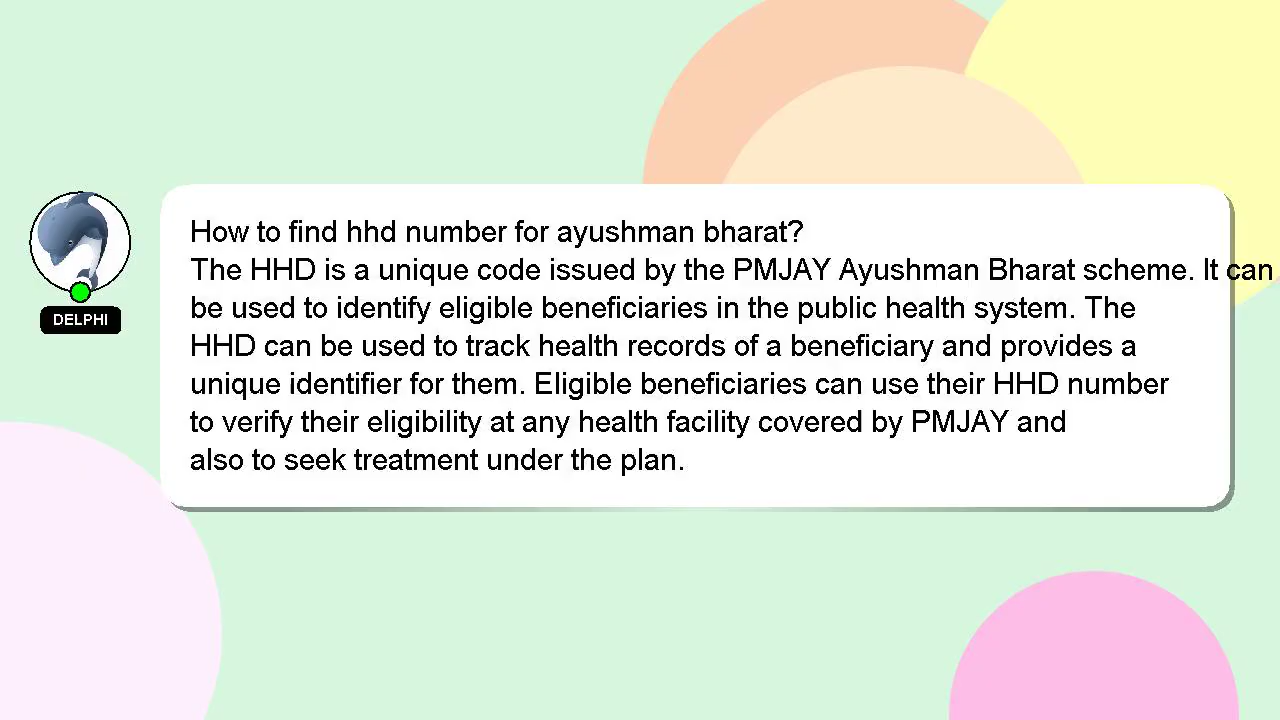 How to find hhd number for ayushman bharat?
The HHD is a unique code issued by the PMJAY Ayushman Bharat scheme. It can
be used to identify eligible beneficiaries in the public health system. The
HHD can be used to track health records of a beneficiary and provides a
unique identifier for them. Eligible beneficiaries can use their HHD number
to verify their eligibility at any health facility covered by PMJAY and
also to seek treatment under the plan.
DELPHI